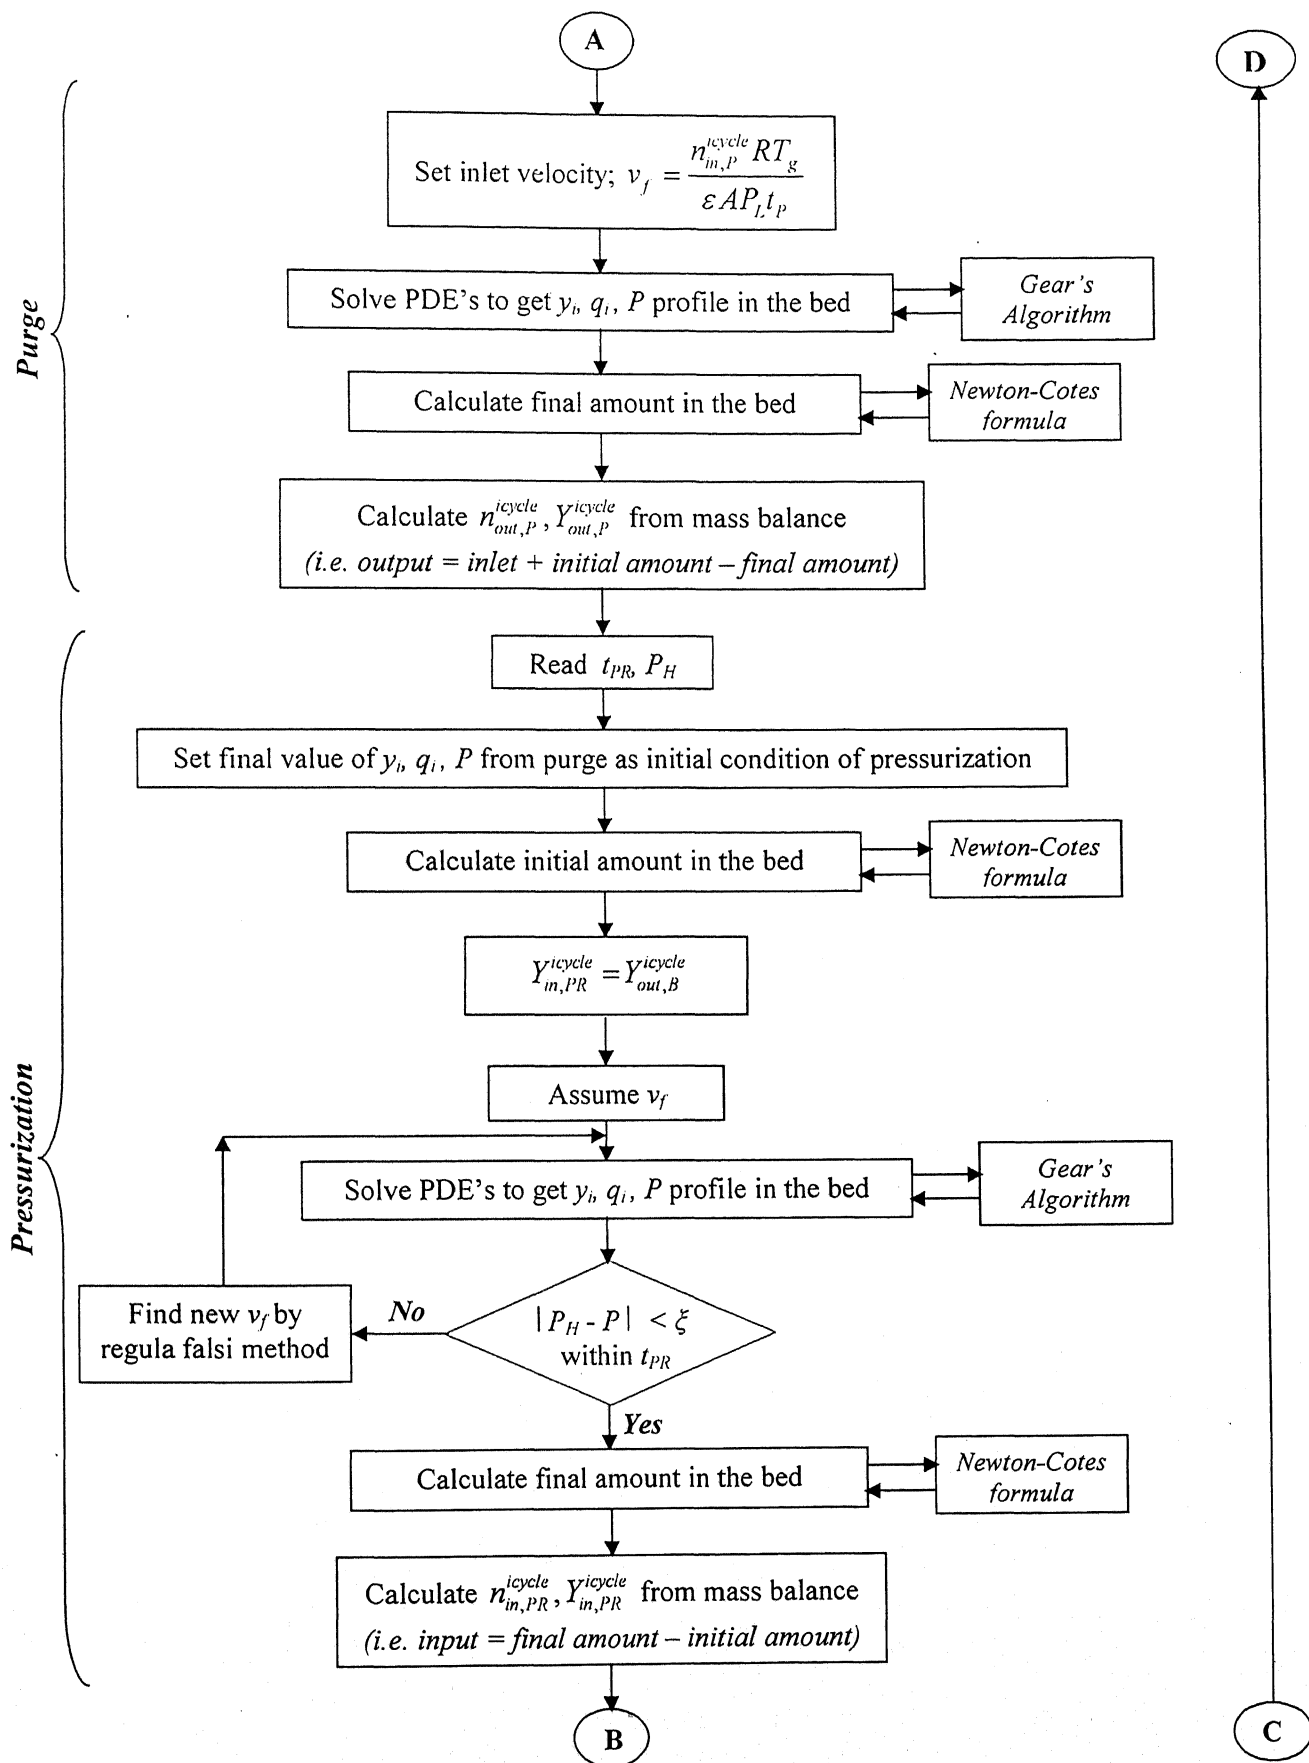 A
D
Set inlet velocity; v_f = n_{in,P}^{icycle} RT_g / εAP_L t_P
Purge
Solve PDE's to get y_i, q_i, P profile in the bed
Gear's
Algorithm
Calculate final amount in the bed
Newton-Cotes
formula
Calculate n_{out,P}^{icycle}, Y_{out,P}^{icycle} from mass balance
(i.e. output = inlet + initial amount – final amount)
Pressurization
Read t_{PR}, P_H
Set final value of y_i, q_i, P from purge as initial condition of pressurization
Calculate initial amount in the bed
Newton-Cotes
formula
Y_{in,PR}^{icycle} = Y_{out,B}^{icycle}
Assume v_f
Solve PDE's to get y_i, q_i, P profile in the bed
Gear's
Algorithm
Find new v_f by
regula falsi method
No
| P_H - P | < ξ
within t_{PR}
Yes
Calculate final amount in the bed
Newton-Cotes
formula
Calculate n_{in,PR}^{icycle}, Y_{in,PR}^{icycle} from mass balance
(i.e. input = final amount – initial amount)
B
C